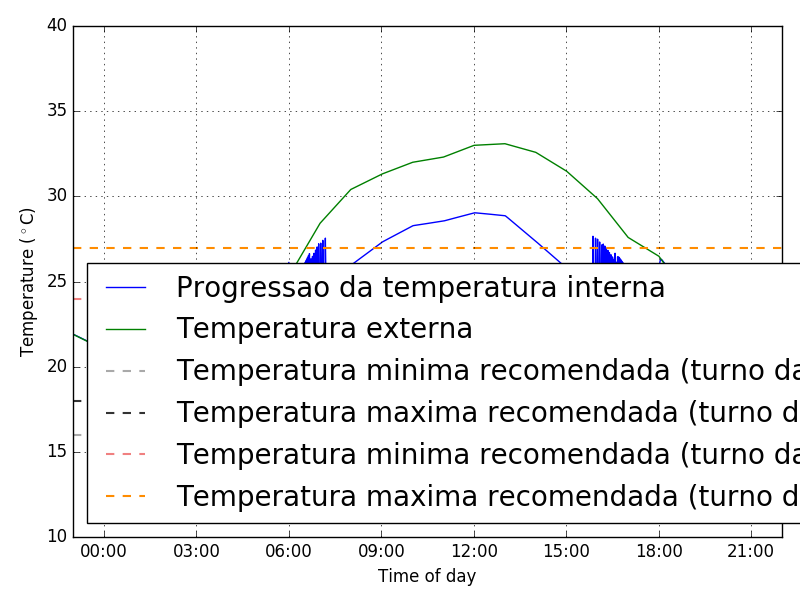 40
35
30
25
20
15
10
Temperature (°C)
Progressao da temperatura interna
Temperatura externa
Temperatura minima recomendada (turno da
Temperatura maxima recomendada (turno d
Temperatura minima recomendada (turno da
Temperatura maxima recomendada (turno d
00:00 03:00 06:00 09:00 12:00 15:00 18:00 21:00
Time of day